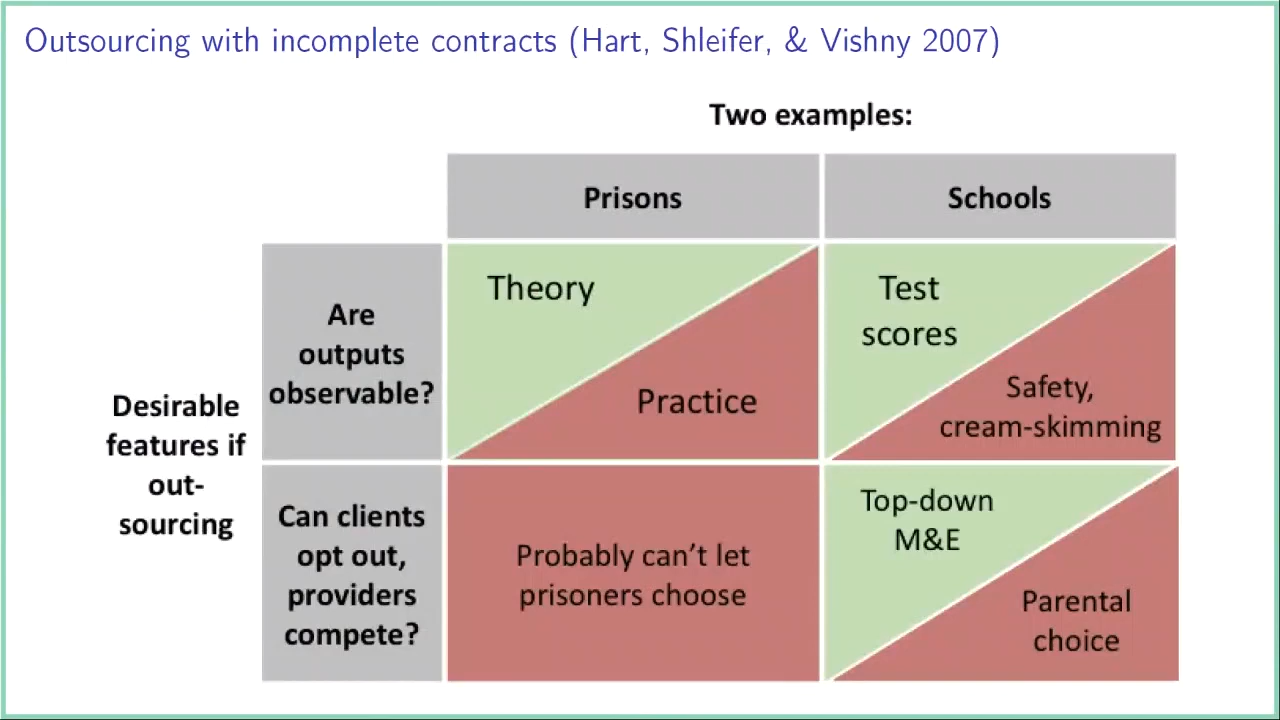 Outsourcing with incomplete contracts (Hart, Shleifer, & Vishny 2007)
Two examples:
Prisons
Schools
Desirable
features if
out-
sourcing
Are
outputs
observable?
Theory
Practice
Test
scores
Safety,
cream-skimming
Can clients
opt out,
providers
compete?
Probably can't let
prisoners choose
Top-down
M&E
Parental
choice